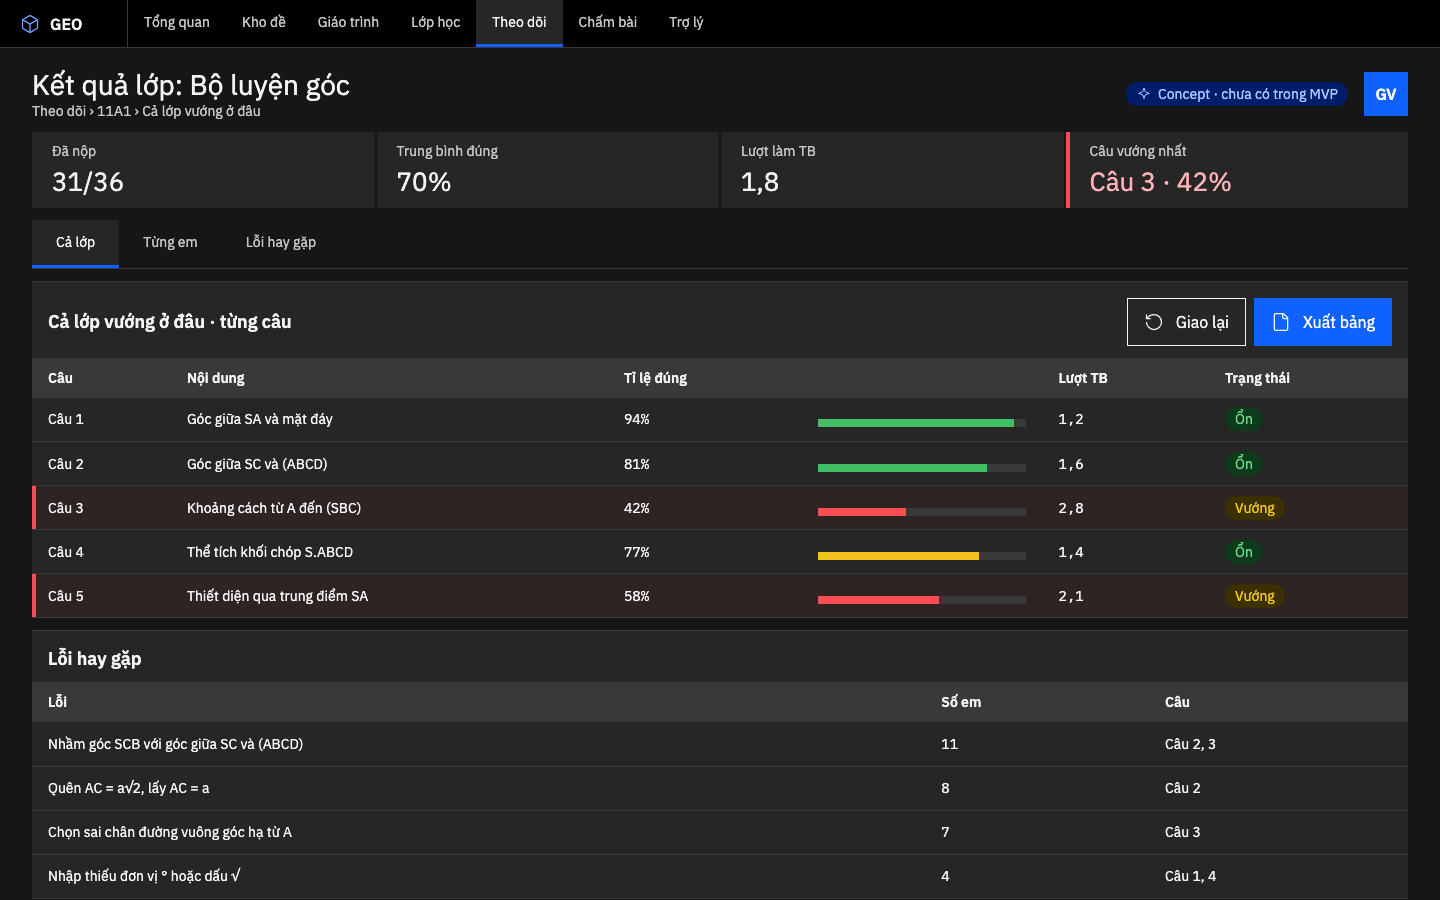 GEO Tổng quan Kho đề Giáo trình Lớp học Theo dõi Chấm bài Trợ lý
Kết quả lớp: Bộ luyện góc
Theo dõi › 11A1 › Cả lớp vướng ở đâu
Concept · chưa có trong MVP GV
Đã nộp Trung bình đúng Lượt làm TB Câu vướng nhất
31/36 70% 1,8 Câu 3 · 42%
Cả lớp Từng em Lỗi hay gặp
Cả lớp vướng ở đâu · từng câu Giao lại Xuất bảng
Câu Nội dung Tỉ lệ đúng Lượt TB Trạng thái
Câu 1 Góc giữa SA và mặt đáy 94% 1,2 Ổn
Câu 2 Góc giữa SC và (ABCD) 81% 1,6 Ổn
Câu 3 Khoảng cách từ A đến (SBC) 42% 2,8 Vướng
Câu 4 Thể tích khối chóp S.ABCD 77% 1,4 Ổn
Câu 5 Thiết diện qua trung điểm SA 58% 2,1 Vướng
Lỗi hay gặp
Lỗi Số em Câu
Nhầm góc SCB với góc giữa SC và (ABCD) 11 Câu 2, 3
Quên AC = a√2, lấy AC = a 8 Câu 2
Chọn sai chân đường vuông góc hạ từ A 7 Câu 3
Nhập thiếu đơn vị ° hoặc dấu √ 4 Câu 1, 4